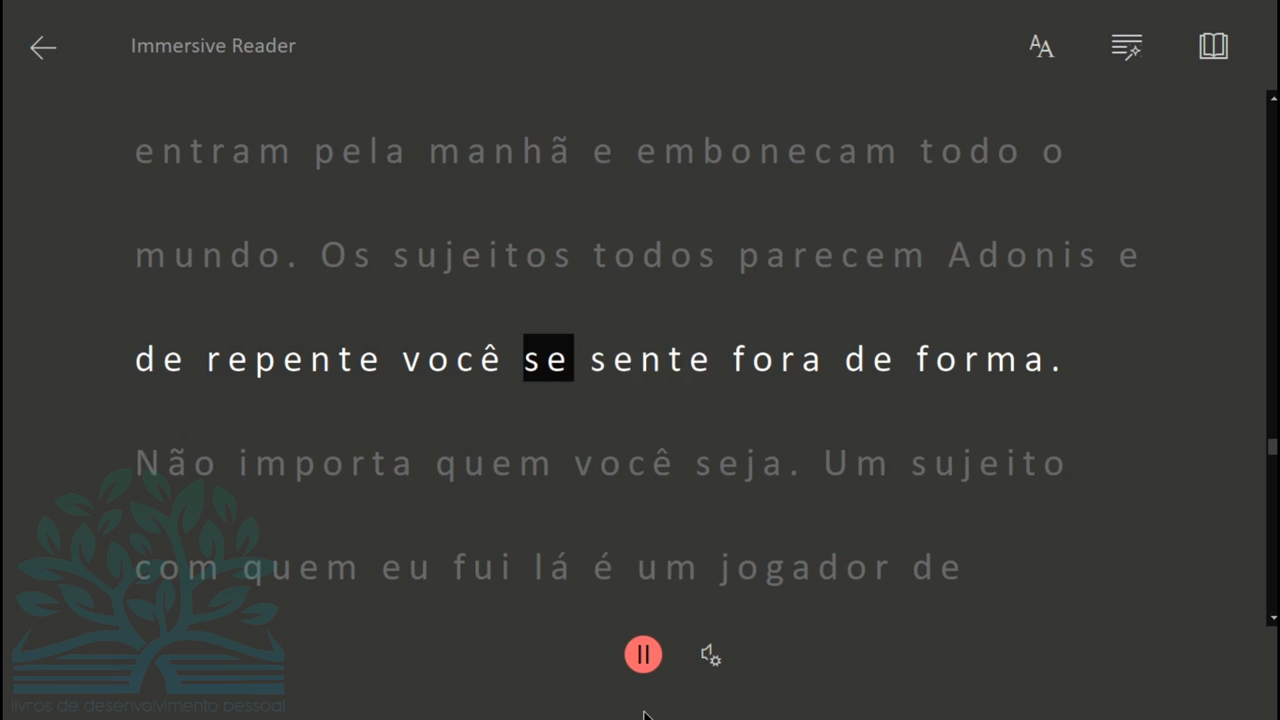 Immersive Reader
entram pela manhã e embonecam todo o
mundo. Os sujeitos todos parecem Adonis e
de repente você se sente fora de forma.
Não importa quem você seja. Um sujeito
com quem eu fui lá é um jogador de
livros de desenvolvimento pessoal